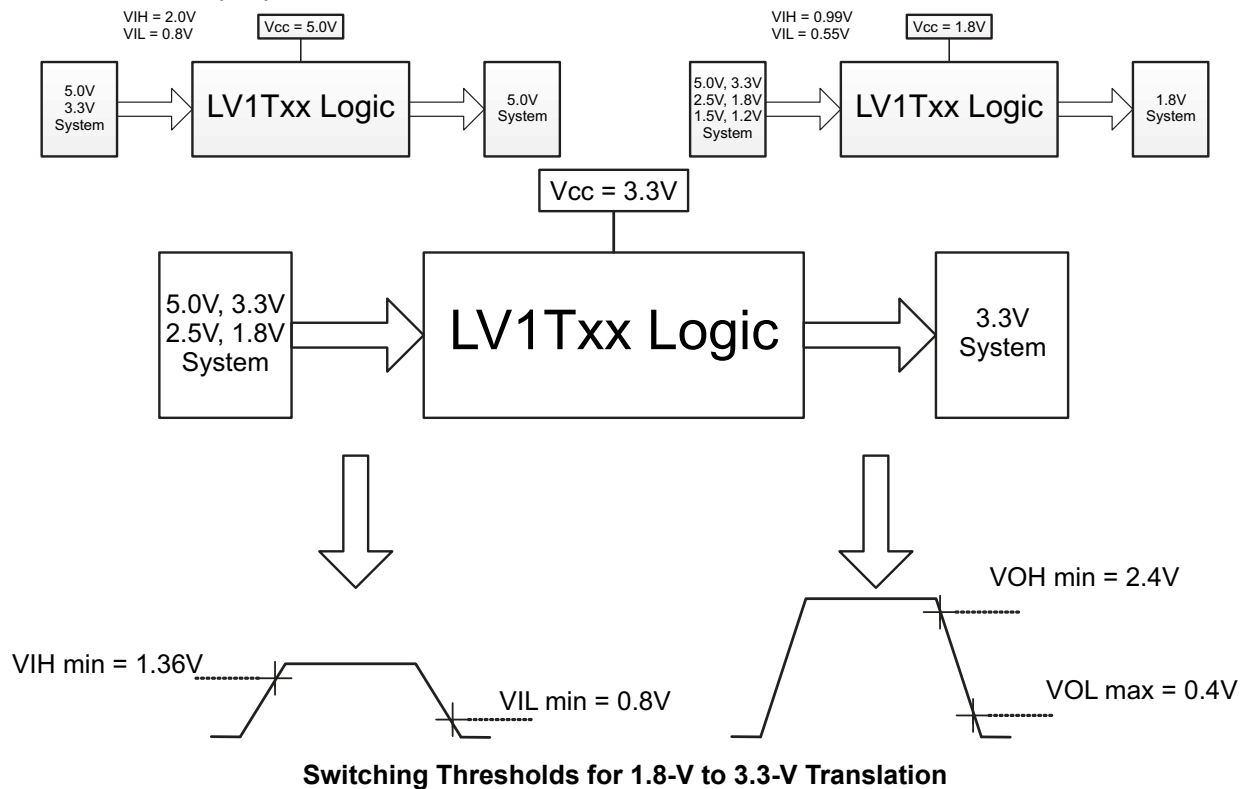 VIH = 2.0V
VIL = 0.8V
Vcc = 5.0V
5.0V
3.3V
System
LV1Txx Logic
5.0V
System
VIH = 0.99V
VIL = 0.55V
Vcc = 1.8V
5.0V, 3.3V
2.5V, 1.8V
1.5V, 1.2V
System
LV1Txx Logic
1.8V
System
Vcc = 3.3V
5.0V, 3.3V
2.5V, 1.8V
System
LV1Txx Logic
3.3V
System
VIH min = 1.36V
VIL min = 0.8V
VOH min = 2.4V
VOL max = 0.4V
Switching Thresholds for 1.8-V to 3.3-V Translation